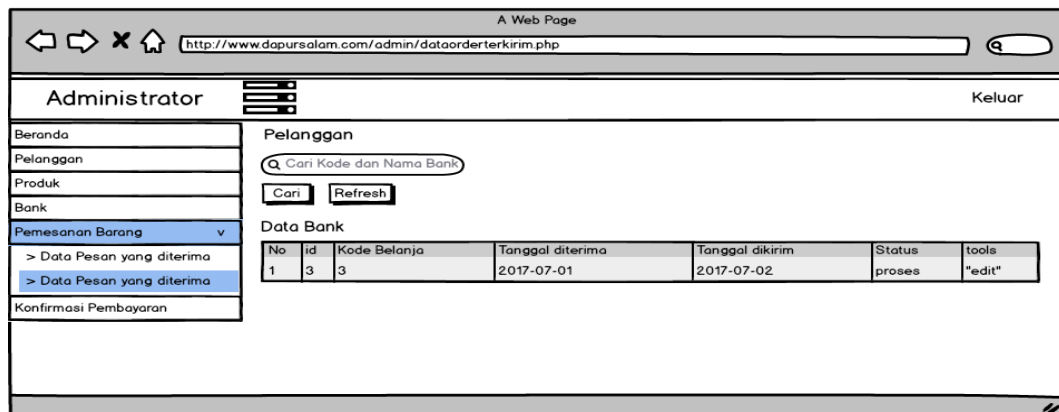 A Web Page
http://www.dapursalam.com/admin/dataorderterkirim.php
Administrator
Keluar
Beranda
Pelanggan
Produk
Bank
Pemesanan Barang v
> Data Pesan yang diterima
> Data Pesan yang diterima
Konfirmasi Pembayaran
Pelanggan
Cari Kode dan Nama Bank
Cari Refresh
Data Bank
No id Kode Belanja Tanggal diterima Tanggal dikirim Status tools
1 3 3 2017-07-01 2017-07-02 proses "edit"